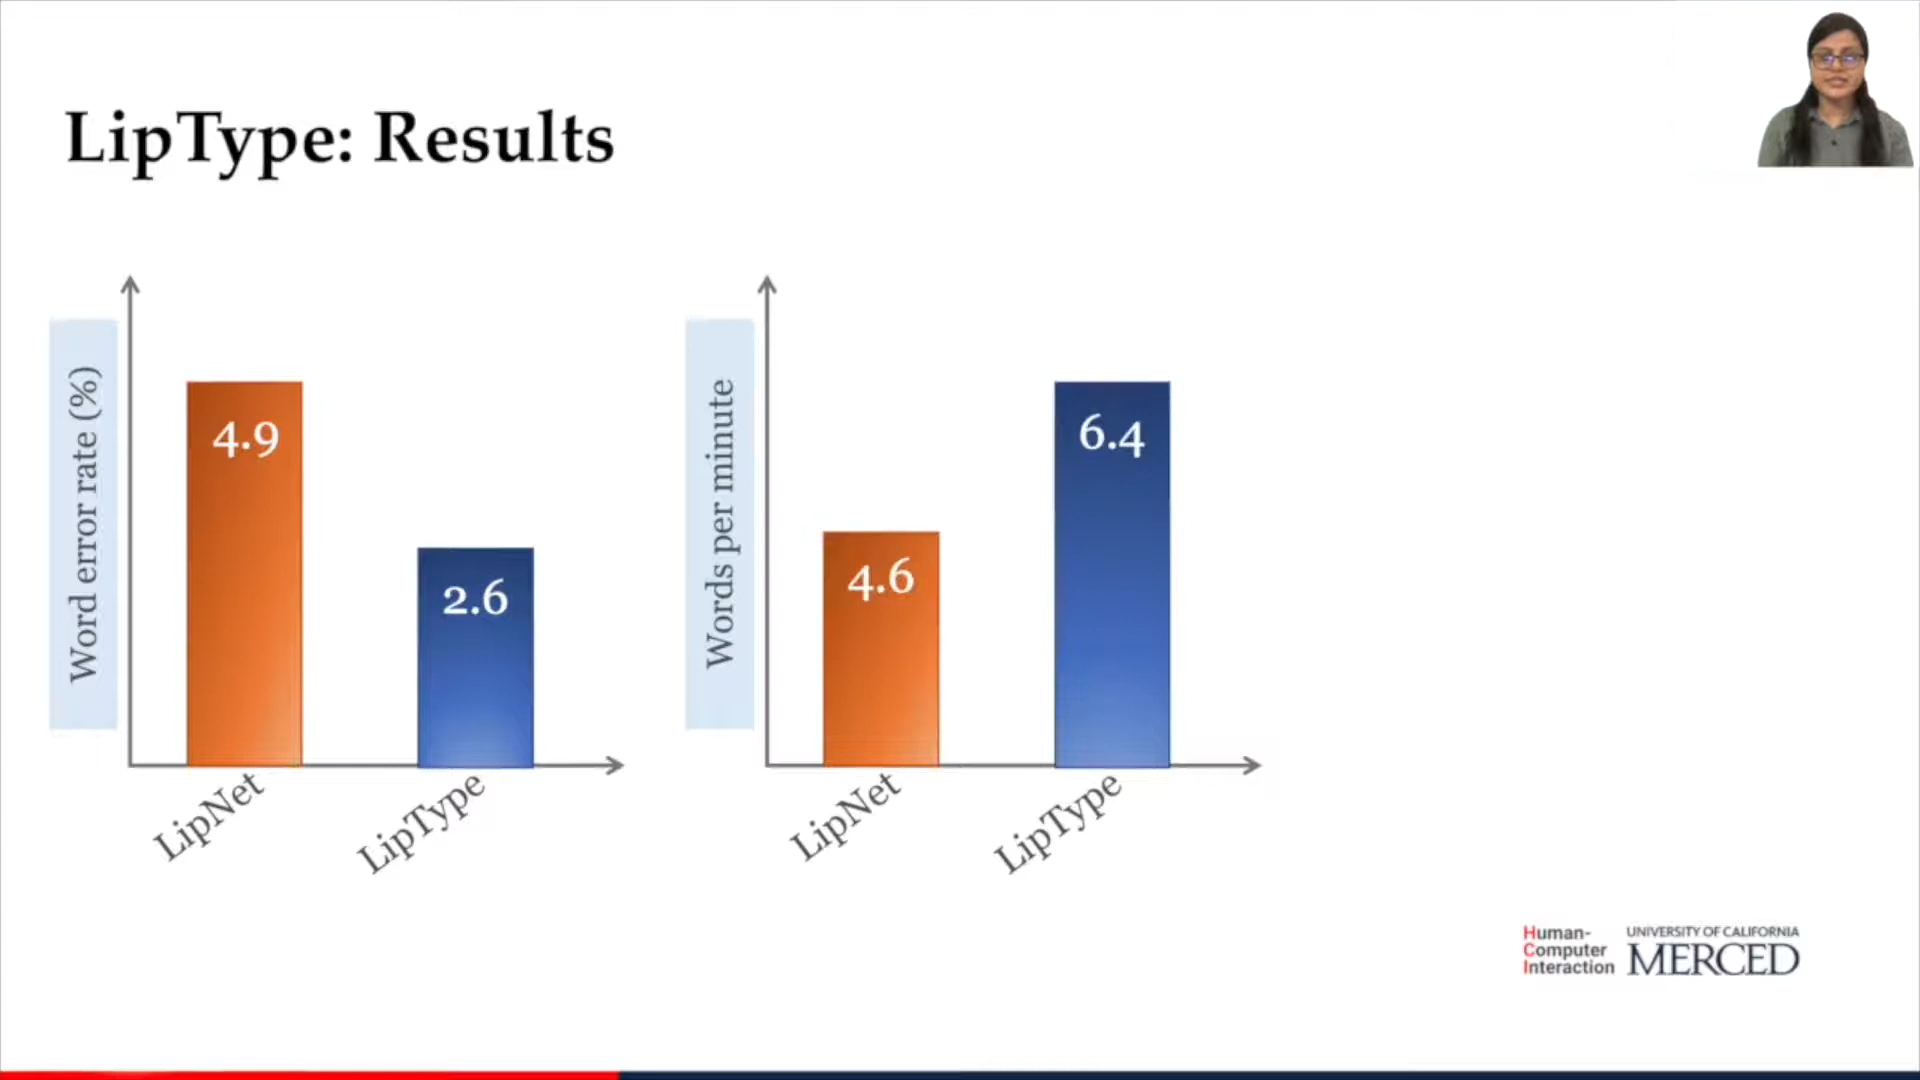 LipType: Results
Word error rate (%)
4.9
2.6
LipNet
LipType
Words per minute
4.6
6.4
LipNet
LipType
Human-
Computer
Interaction
UNIVERSITY OF CALIFORNIA
MERCED